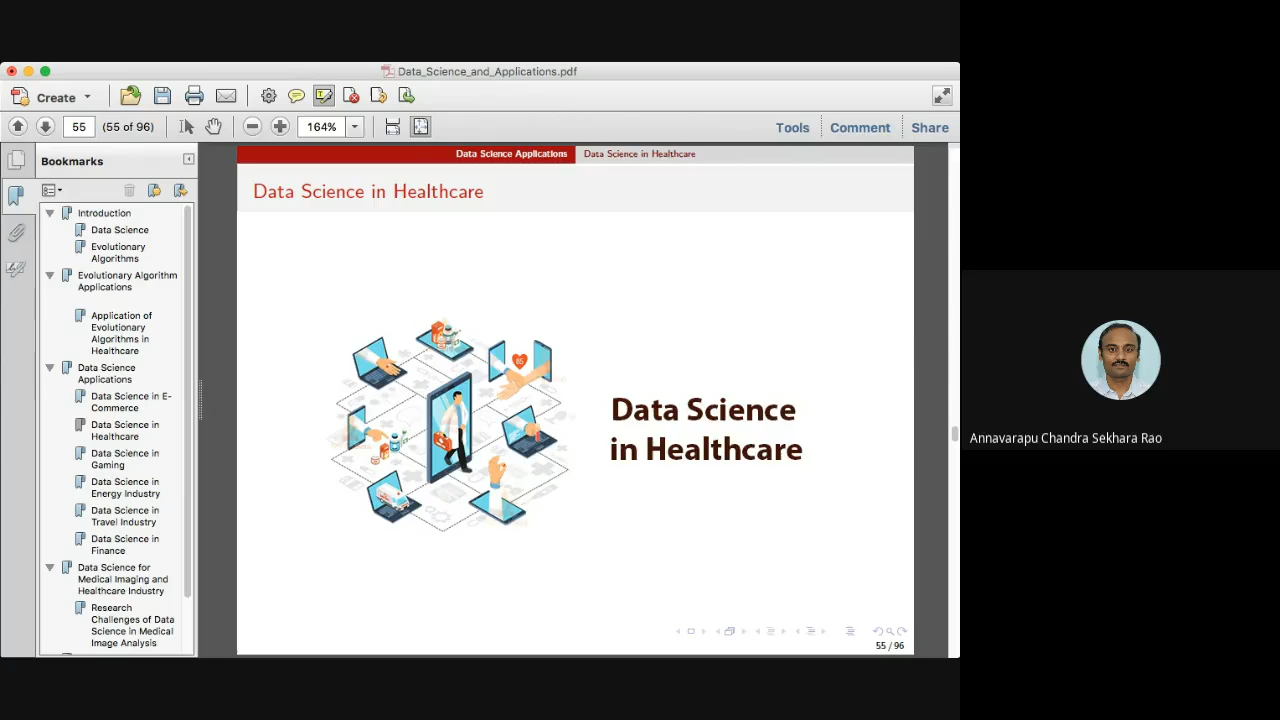 Data_Science_and_Applications.pdf
Create
55 (55 of 96) 164% Tools Comment Share
Bookmarks
Introduction
Data Science
Evolutionary
Algorithms
Evolutionary Algorithm
Applications
Application of
Evolutionary
Algorithms in
Healthcare
Data Science
Applications
Data Science in E-
Commerce
Data Science in
Healthcare
Data Science in
Gaming
Data Science in
Energy Industry
Data Science in
Travel Industry
Data Science in
Finance
Data Science for
Medical Imaging and
Healthcare Industry
Research
Challenges of Data
Science in Medical
Image Analysis
Data Science Applications Data Science in Healthcare
Data Science in Healthcare
85
Data Science
in Healthcare
55 / 96
Annavarapu Chandra Sekhara Rao